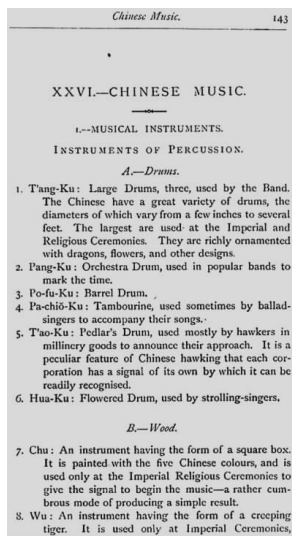 Chinese Music. 143
XXVI.—CHINESE MUSIC.
1.--MUSICAL INSTRUMENTS.
INSTRUMENTS OF PERCUSSION.
A.—Drums.
1. T'ang-Ku: Large Drums, three, used by the Band.
The Chinese have a great variety of drums, the
diameters of which vary from a few inches to several
feet. The largest are used at the Imperial and
Religious Ceremonies. They are richly ornamented
with dragons, flowers, and other designs.
2. Pang-Ku: Orchestra Drum, used in popular bands to
mark the time.
3. Po-fu-Ku: Barrel Drum.
4. Pa-chiō-Ku: Tambourine, used sometimes by ballad-
singers to accompany their songs.
5. T'ao-Ku: Pedlar's Drum, used mostly by hawkers in
millinery goods to announce their approach. It is a
peculiar feature of Chinese hawking that each cor-
poration has a signal of its own by which it can be
readily recognised.
6. Hua-Ku: Flowered Drum, used by strolling-singers.
B.—Wood.
7. Chu: An instrument having the form of a square box.
It is painted with the five Chinese colours, and is
used only at the Imperial Religious Ceremonies to
give the signal to begin the music—a rather cum-
brous mode of producing a simple result.
8. Wu: An instrument having the form of a creeping
tiger. It is used only at Imperial Ceremonies,